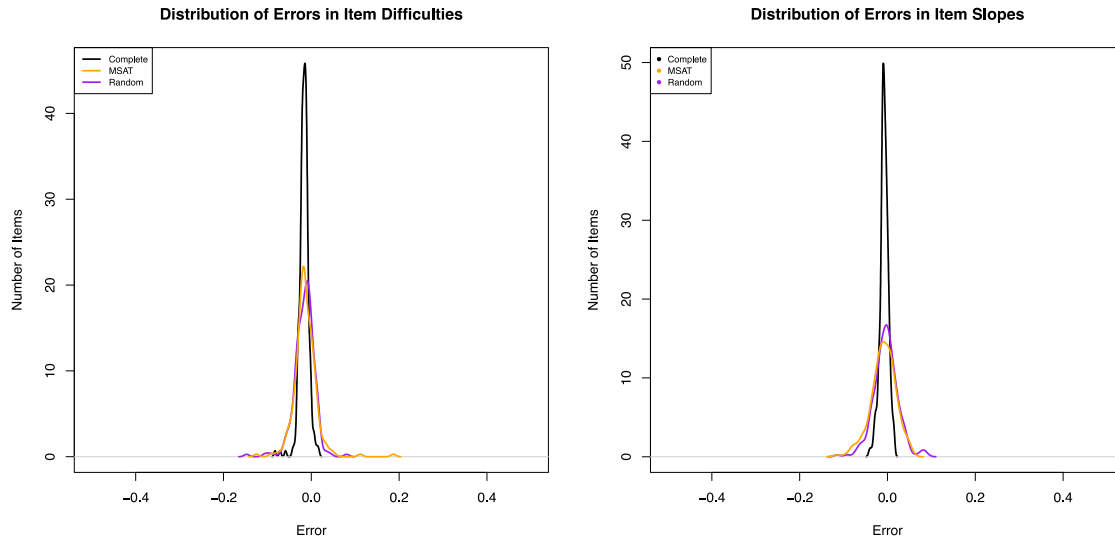 Distribution of Errors in Item Difficulties
Complete
MSAT
Random
Number of Items
0
10
20
30
40
−0.4
−0.2
0.0
0.2
0.4
Error
Distribution of Errors in Item Slopes
Complete
MSAT
Random
Number of Items
0
10
20
30
40
50
−0.4
−0.2
0.0
0.2
0.4
Error